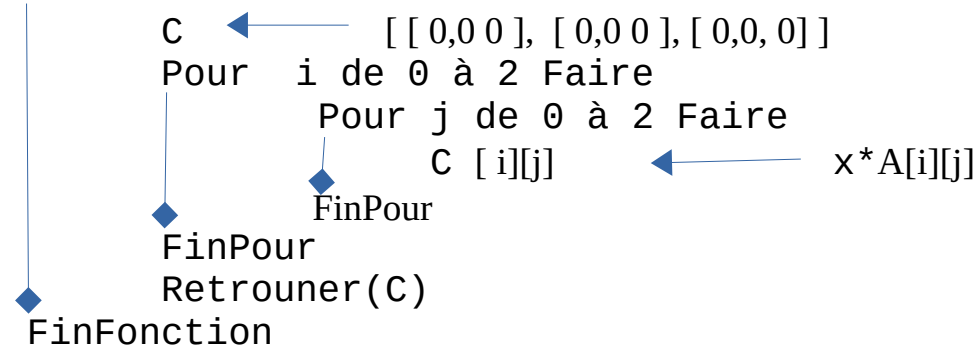 C [ [ 0,0 0 ], [ 0,0 0 ], [ 0,0, 0] ]
Pour i de 0 à 2 Faire
Pour j de 0 à 2 Faire
C [ i][j] x*A[i][j]
FinPour
FinPour
Retrouner(C)
FinFonction